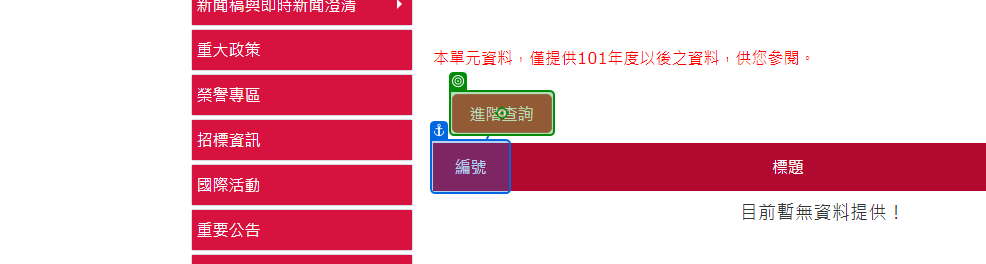 新聞稿與即時新聞澄清
重大政策
榮譽專區
招標資訊
國際活動
重要公告
本單元資料，僅提供101年度以後之資料，供您參閱。
進階查詢
編號 標題
目前暫無資料提供！